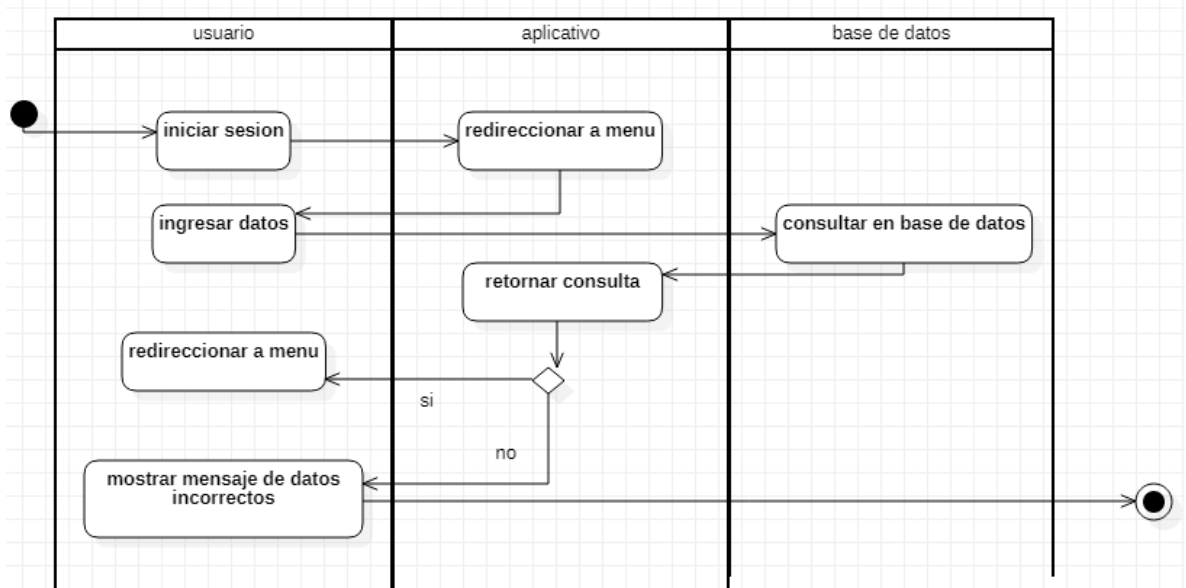 usuario
aplicativo
base de datos
iniciar sesion
redireccionar a menu
ingresar datos
consultar en base de datos
retornar consulta
redireccionar a menu
si
no
mostrar mensaje de datos
incorrectos